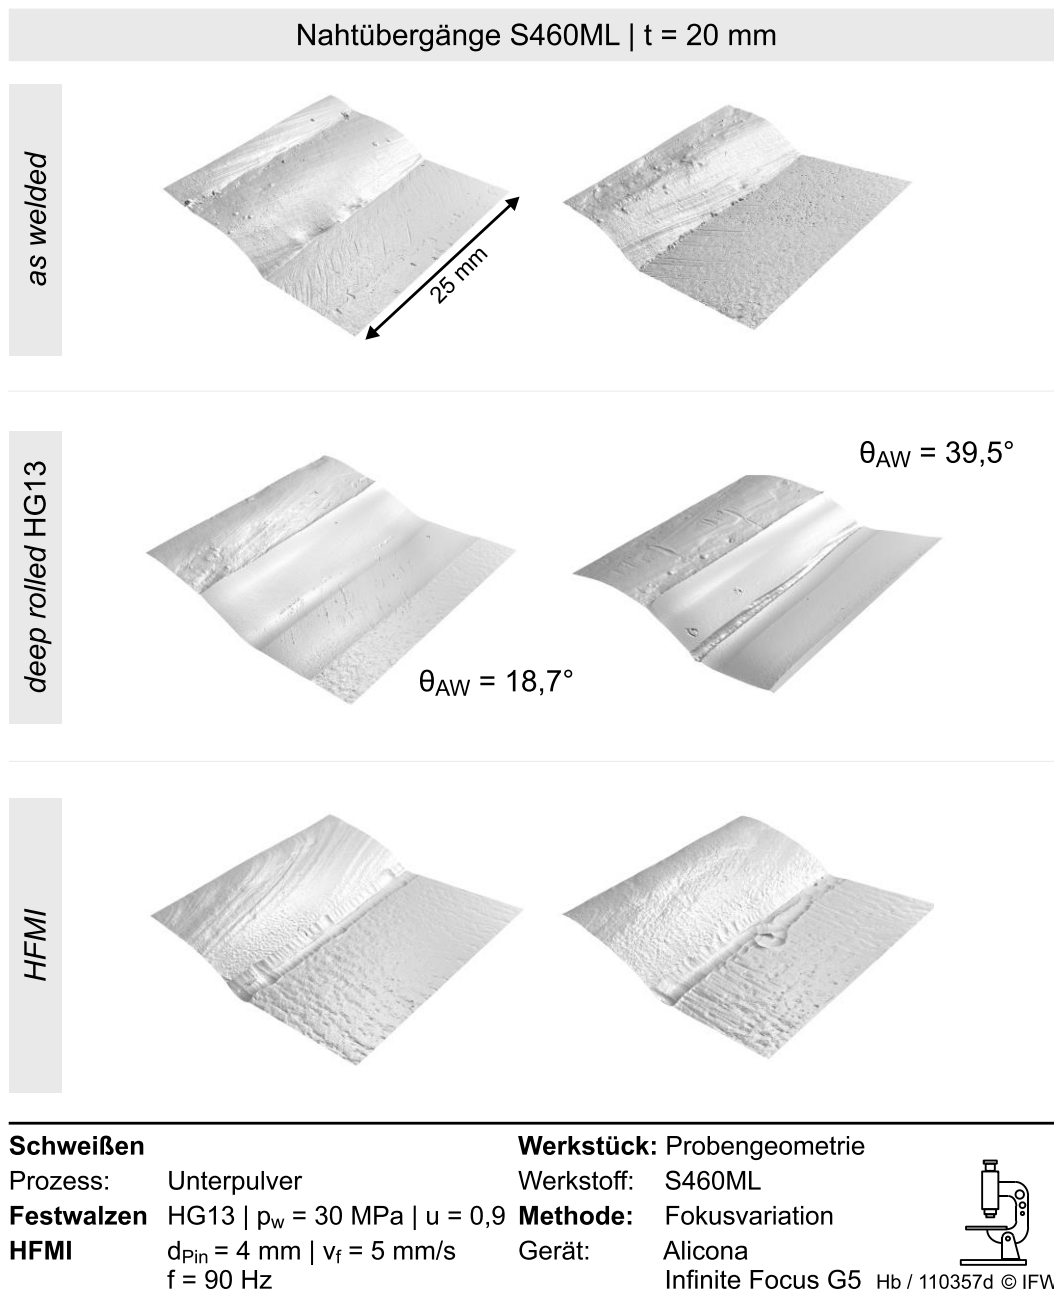 Nahtübergänge S460ML | t = 20 mm
as welded
25 mm
deep rolled HG13
θAW = 39,5°
θAW = 18,7°
HFMI
Schweißen
Prozess: Unterpulver
Festwalzen HG13 | pw = 30 MPa | u = 0,9
HFMI dPin = 4 mm | vf = 5 mm/s
f = 90 Hz
Werkstück: Probengeometrie
Werkstoff: S460ML
Methode: Fokusvariation
Gerät: Alicona
Infinite Focus G5
Hb / 110357d © IFW